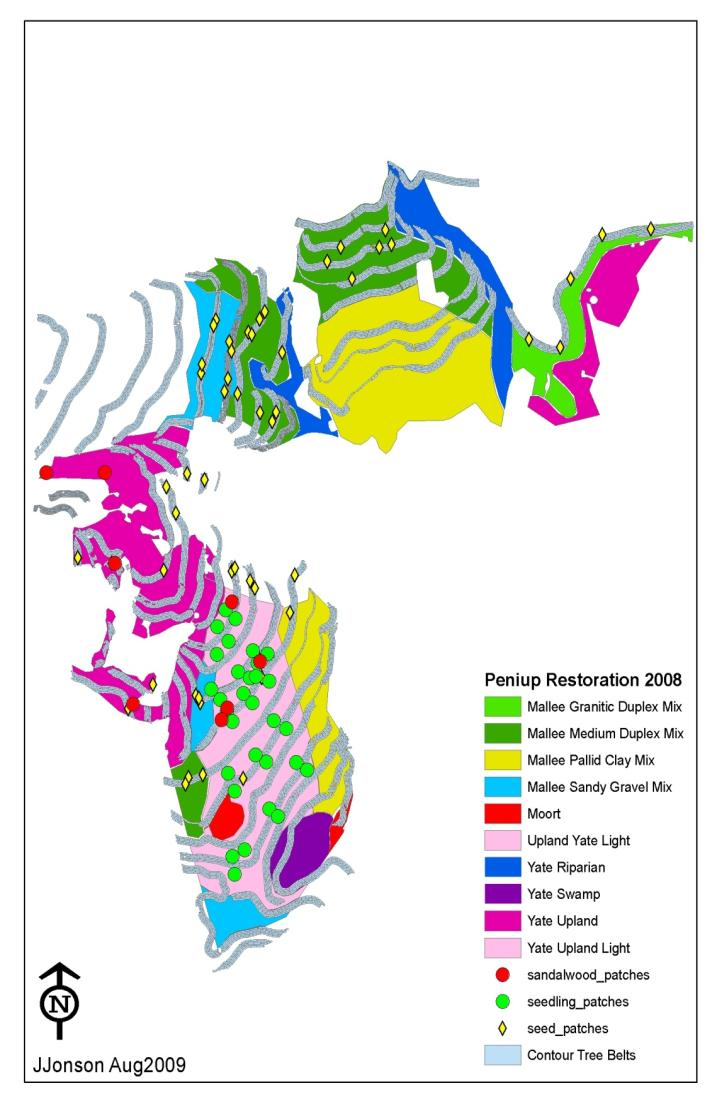 Peniup Restoration 2008
Mallee Granitic Duplex Mix
Mallee Medium Duplex Mix
Mallee Pallid Clay Mix
Mallee Sandy Gravel Mix
Moort
Upland Yate Light
Yate Riparian
Yate Swamp
Yate Upland
Yate Upland Light
sandalwood_patches
seedling_patches
seed_patches
Contour Tree Belts
N
JJonson Aug2009